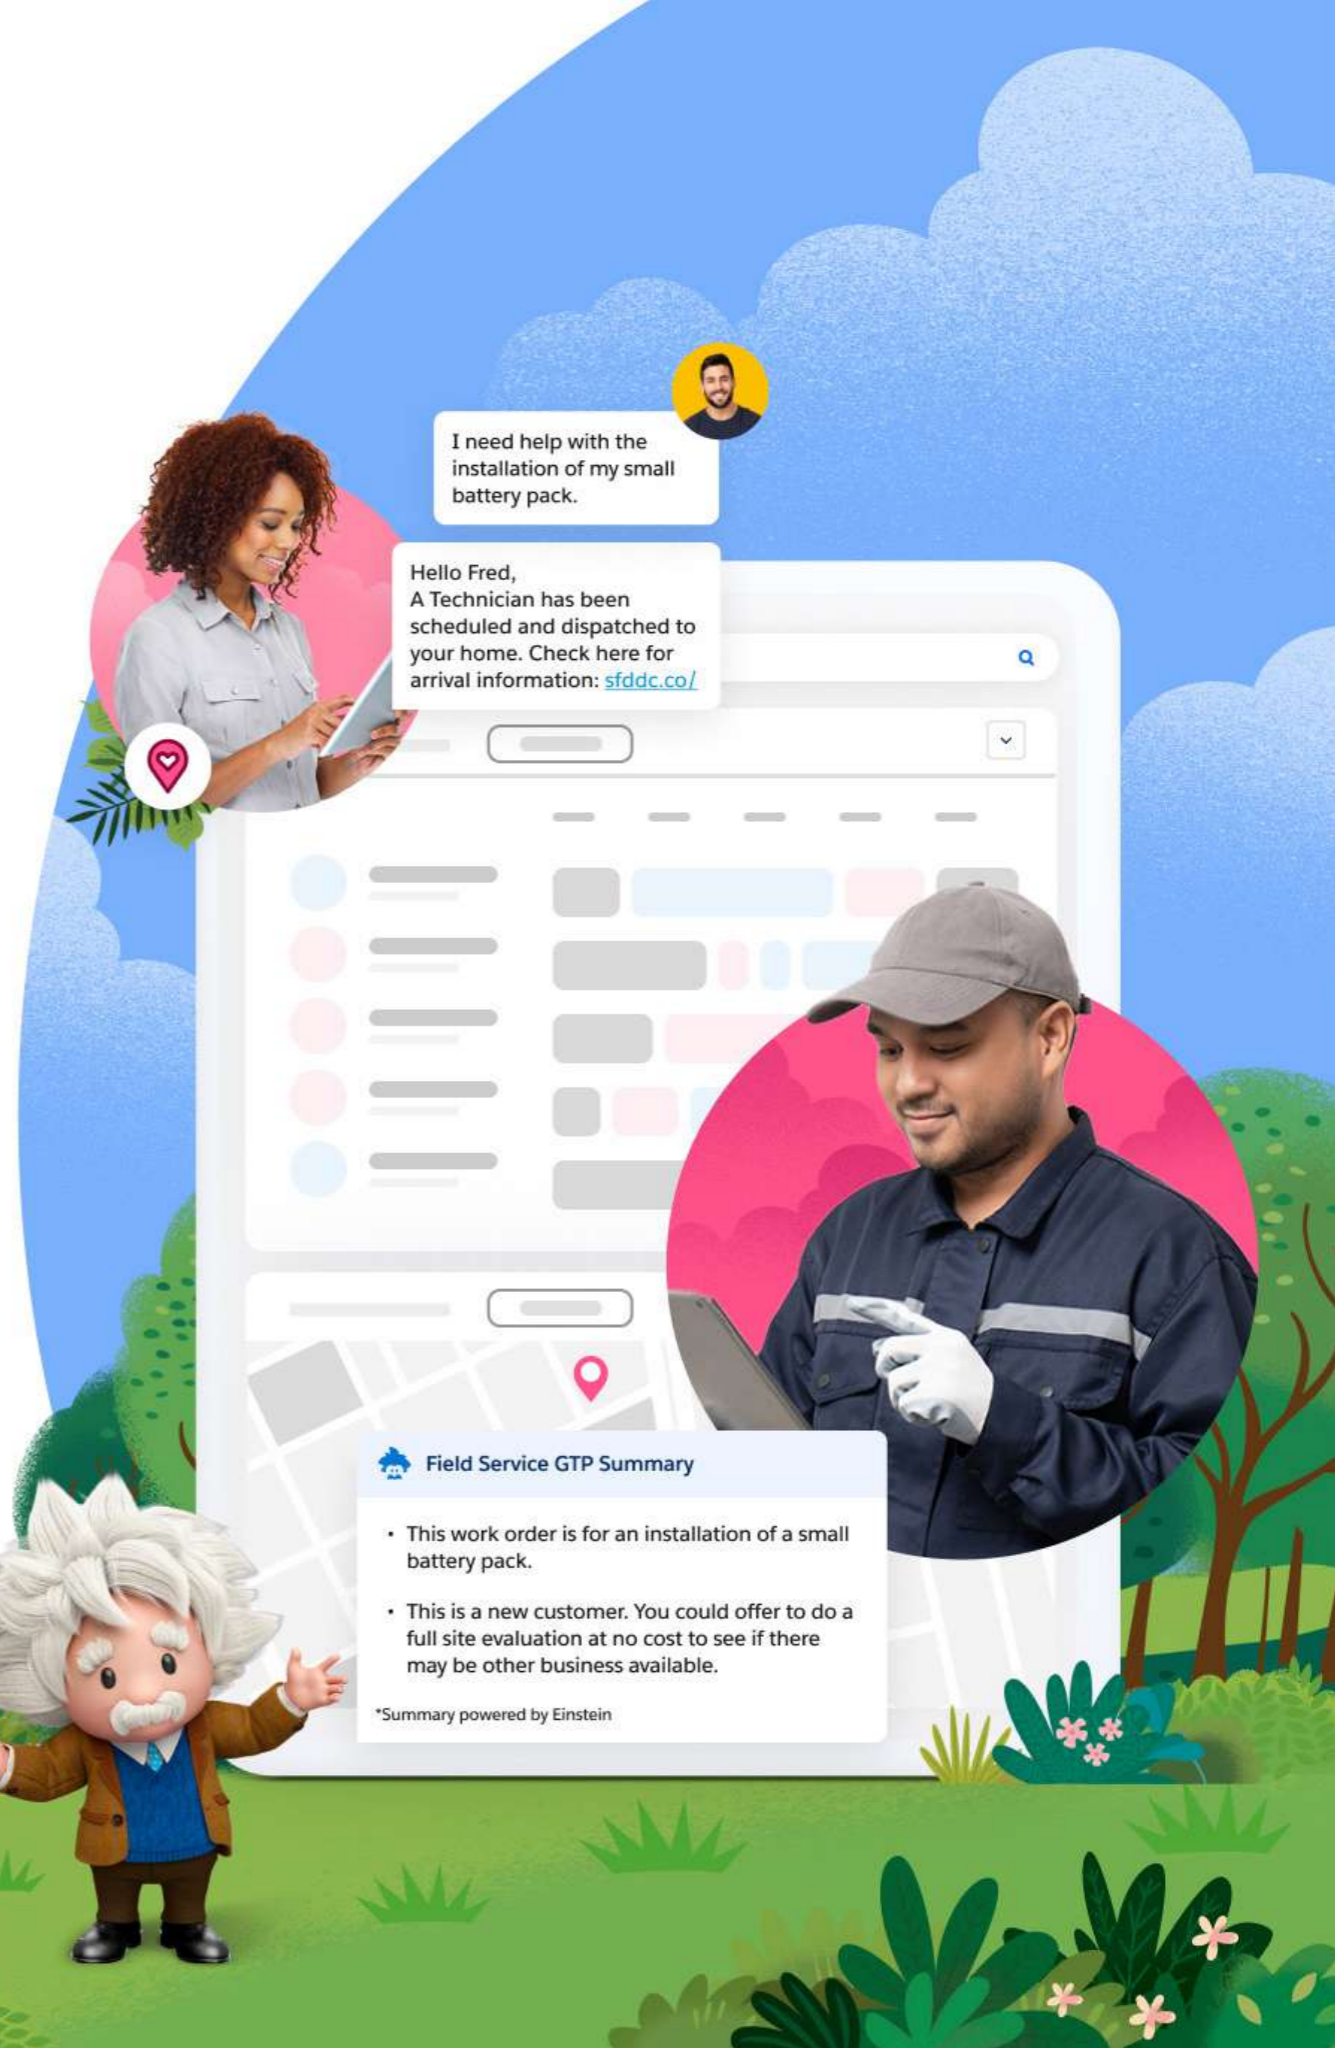 I need help with the
installation of my small
battery pack.
Hello Fred,
A Technician has been
scheduled and dispatched to
your home. Check here for
arrival information: sfddc.co/
Field Service GTP Summary
• This work order is for an installation of a small
battery pack.
• This is a new customer. You could offer to do a
full site evaluation at no cost to see if there
may be other business available.
*Summary powered by Einstein